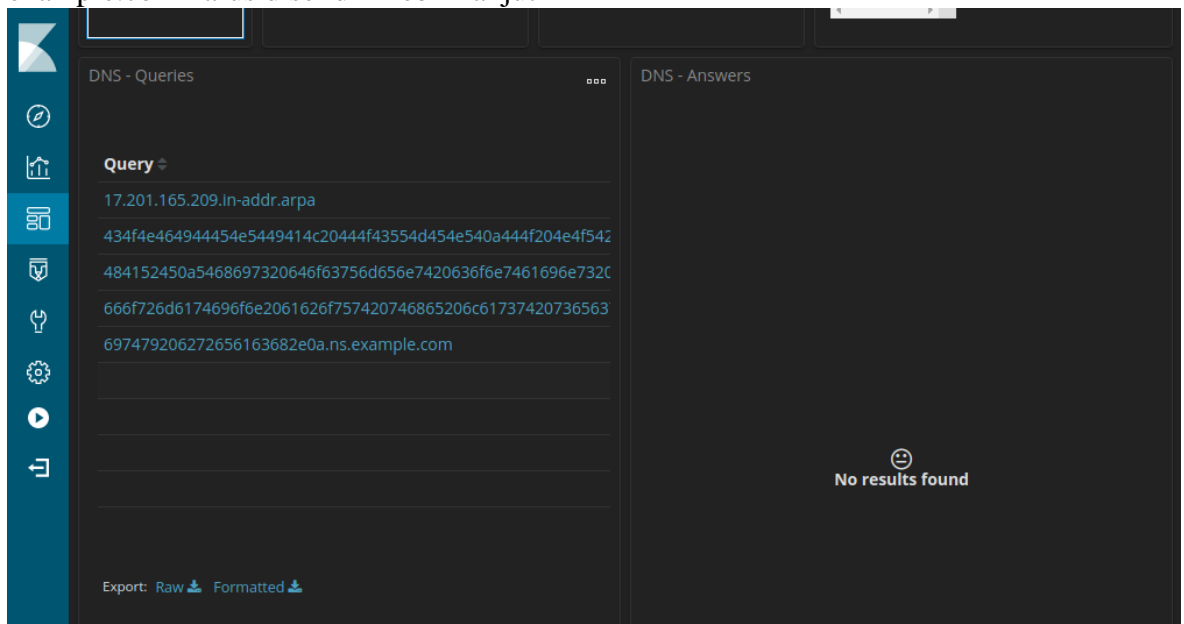 DNS - Queries
DNS - Answers
Query
17.201.165.209.in-addr.arpa
434f4e464944454e5449414c20444f43554d454e540a444f204e4f542
484152450a5468697320646f63756d656e7420636f6e7461696e7320
666f726d6174696f6e2061626f757420746865206c617374207365637
697479206272656163682e0a.ns.example.com
No results found
Export: Raw Formatted